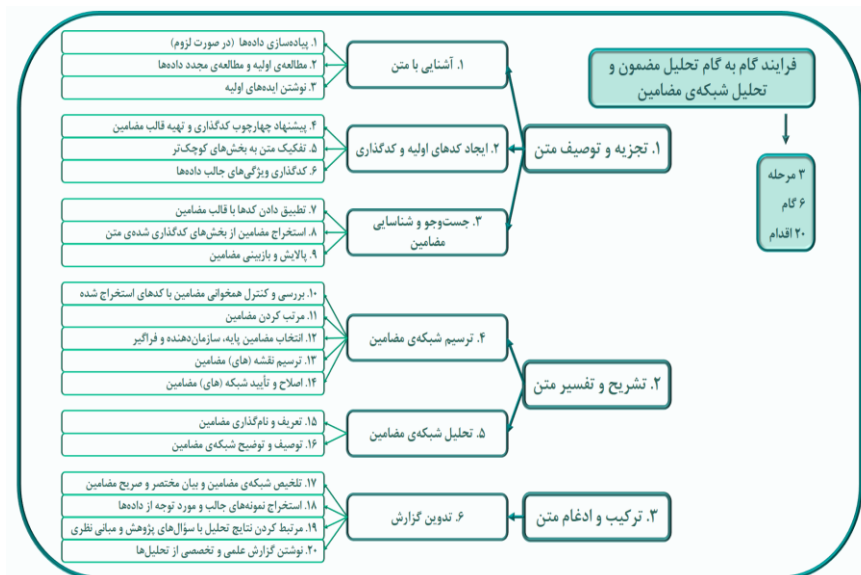 فرایند گام به گام تحلیل مضمون و
تحلیل شبکه‌ی مضامین
۳ مرحله
۶ گام
۲۰ اقدام
۱. تجزیه و توصیف متن
۱. آشنایی با متن
۱. پیاده‌سازی داده‌ها (در صورت لزوم)
۲. مطالعه‌ی اولیه و مطالعه‌ی مجدد داده‌ها
۳. نوشتن ایده‌های اولیه
۲. ایجاد کدهای اولیه و کدگذاری
۴. پیشنهاد چهارچوب کدگذاری و تهیه قالب مضامین
۵. تفکیک متن به بخش‌های کوچک‌تر
۶. کدگذاری ویژگی‌های جالب داده‌ها
۳. جست‌وجو و شناسایی
مضامین
۷. تطبیق دادن کدها با قالب مضامین
۸. استخراج مضامین از بخش‌های کدگذاری شده‌ی متن
۹. پالایش و بازبینی مضامین
۲. تشریح و تفسیر متن
۴. ترسیم شبکه‌ی مضامین
۱۰. بررسی و کنترل همخوانی مضامین با کدهای استخراج شده
۱۱. مرتب کردن مضامین
۱۲. انتخاب مضامین پایه، سازمان‌دهنده و فراگیر
۱۳. ترسیم نقشه (های) مضامین
۱۴. اصلاح و تأیید شبکه (های) مضامین
۵. تحلیل شبکه‌ی مضامین
۱۵. تعریف و نام‌گذاری مضامین
۱۶. توصیف و توضیح شبکه‌ی مضامین
۳. ترکیب و ادغام متن
۶. تدوین گزارش
۱۷. تلخیص شبکه‌ی مضامین و بیان مختصر و صریح مضامین
۱۸. استخراج نمونه‌های جالب و مورد توجه از داده‌ها
۱۹. مرتبط کردن نتایج تحلیل با سؤال‌های پژوهش و مبانی نظری
۲۰. نوشتن گزارش علمی و تخصصی از تحلیل‌ها